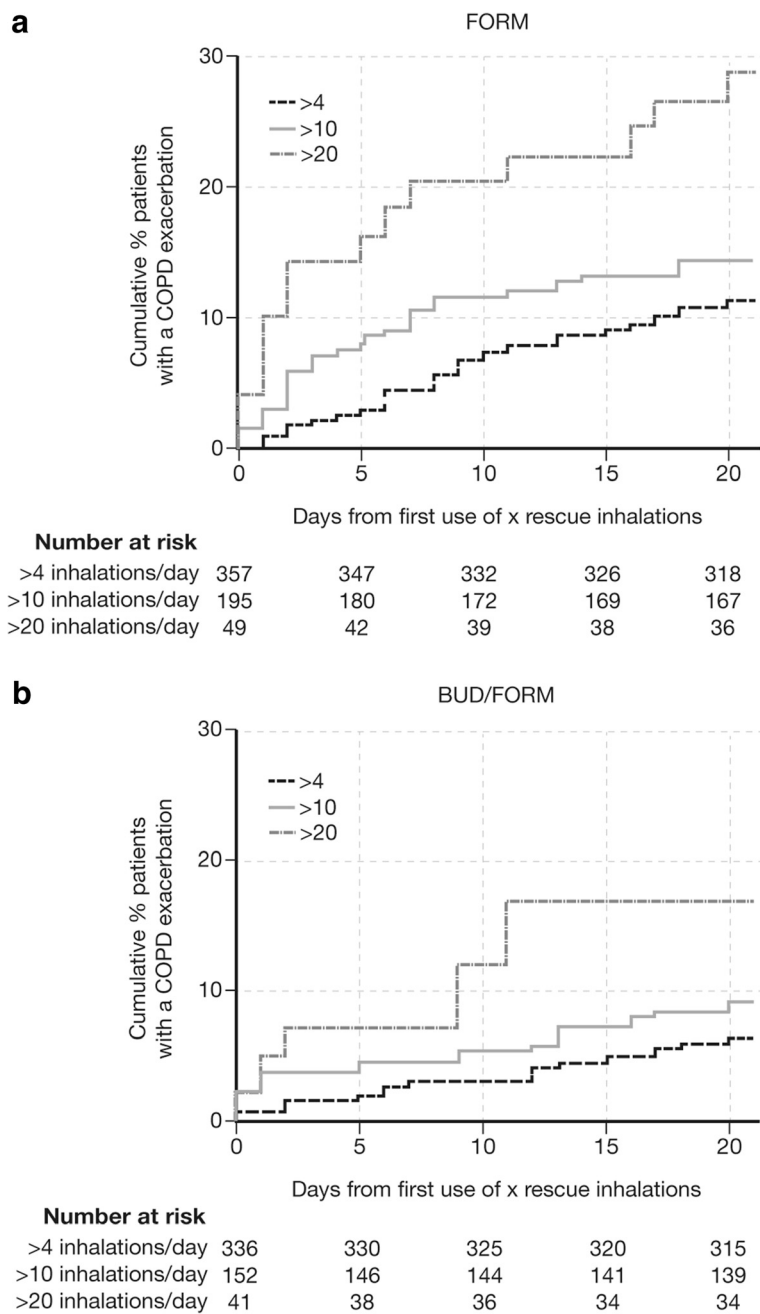 a
FORM
30
20
10
0
Cumulative % patients
with a COPD exacerbation
>4
>10
>20
0 5 10 15 20
Days from first use of x rescue inhalations
Number at risk
>4 inhalations/day 357 347 332 326 318
>10 inhalations/day 195 180 172 169 167
>20 inhalations/day 49 42 39 38 36
b
BUD/FORM
30
20
10
0
Cumulative % patients
with a COPD exacerbation
>4
>10
>20
0 5 10 15 20
Days from first use of x rescue inhalations
Number at risk
>4 inhalations/day 336 330 325 320 315
>10 inhalations/day 152 146 144 141 139
>20 inhalations/day 41 38 36 34 34